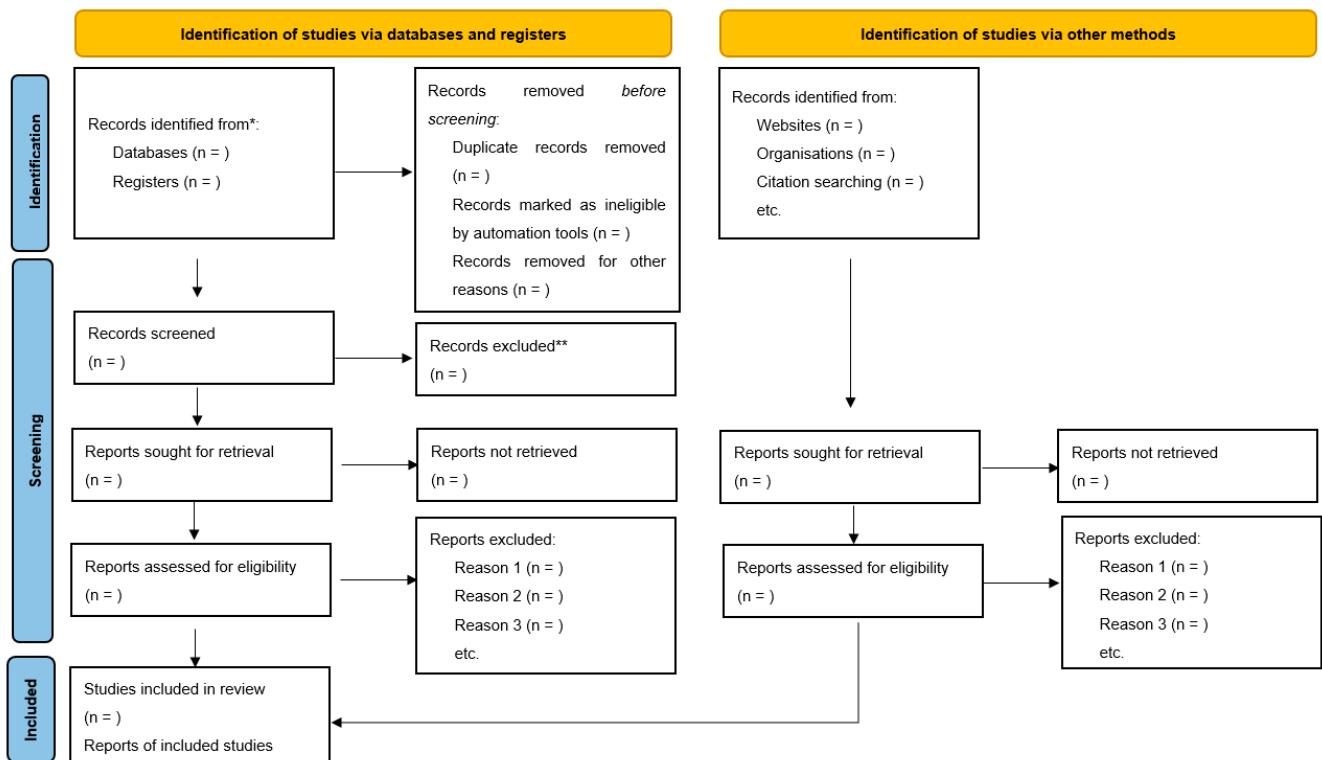 Identification of studies via databases and registers
Identification of studies via other methods
Identification
Records identified from*:
Databases (n = )
Registers (n = )
Records removed before
screening:
Duplicate records removed
(n = )
Records marked as ineligible
by automation tools (n = )
Records removed for other
reasons (n = )
Records identified from:
Websites (n = )
Organisations (n = )
Citation searching (n = )
etc.
Screening
Records screened
(n = )
Records excluded**
(n = )
Reports sought for retrieval
(n = )
Reports not retrieved
(n = )
Reports sought for retrieval
(n = )
Reports not retrieved
(n = )
Reports assessed for eligibility
(n = )
Reports excluded:
Reason 1 (n = )
Reason 2 (n = )
Reason 3 (n = )
etc.
Reports assessed for eligibility
(n = )
Reports excluded:
Reason 1 (n = )
Reason 2 (n = )
Reason 3 (n = )
etc.
Included
Studies included in review
(n = )
Reports of included studies